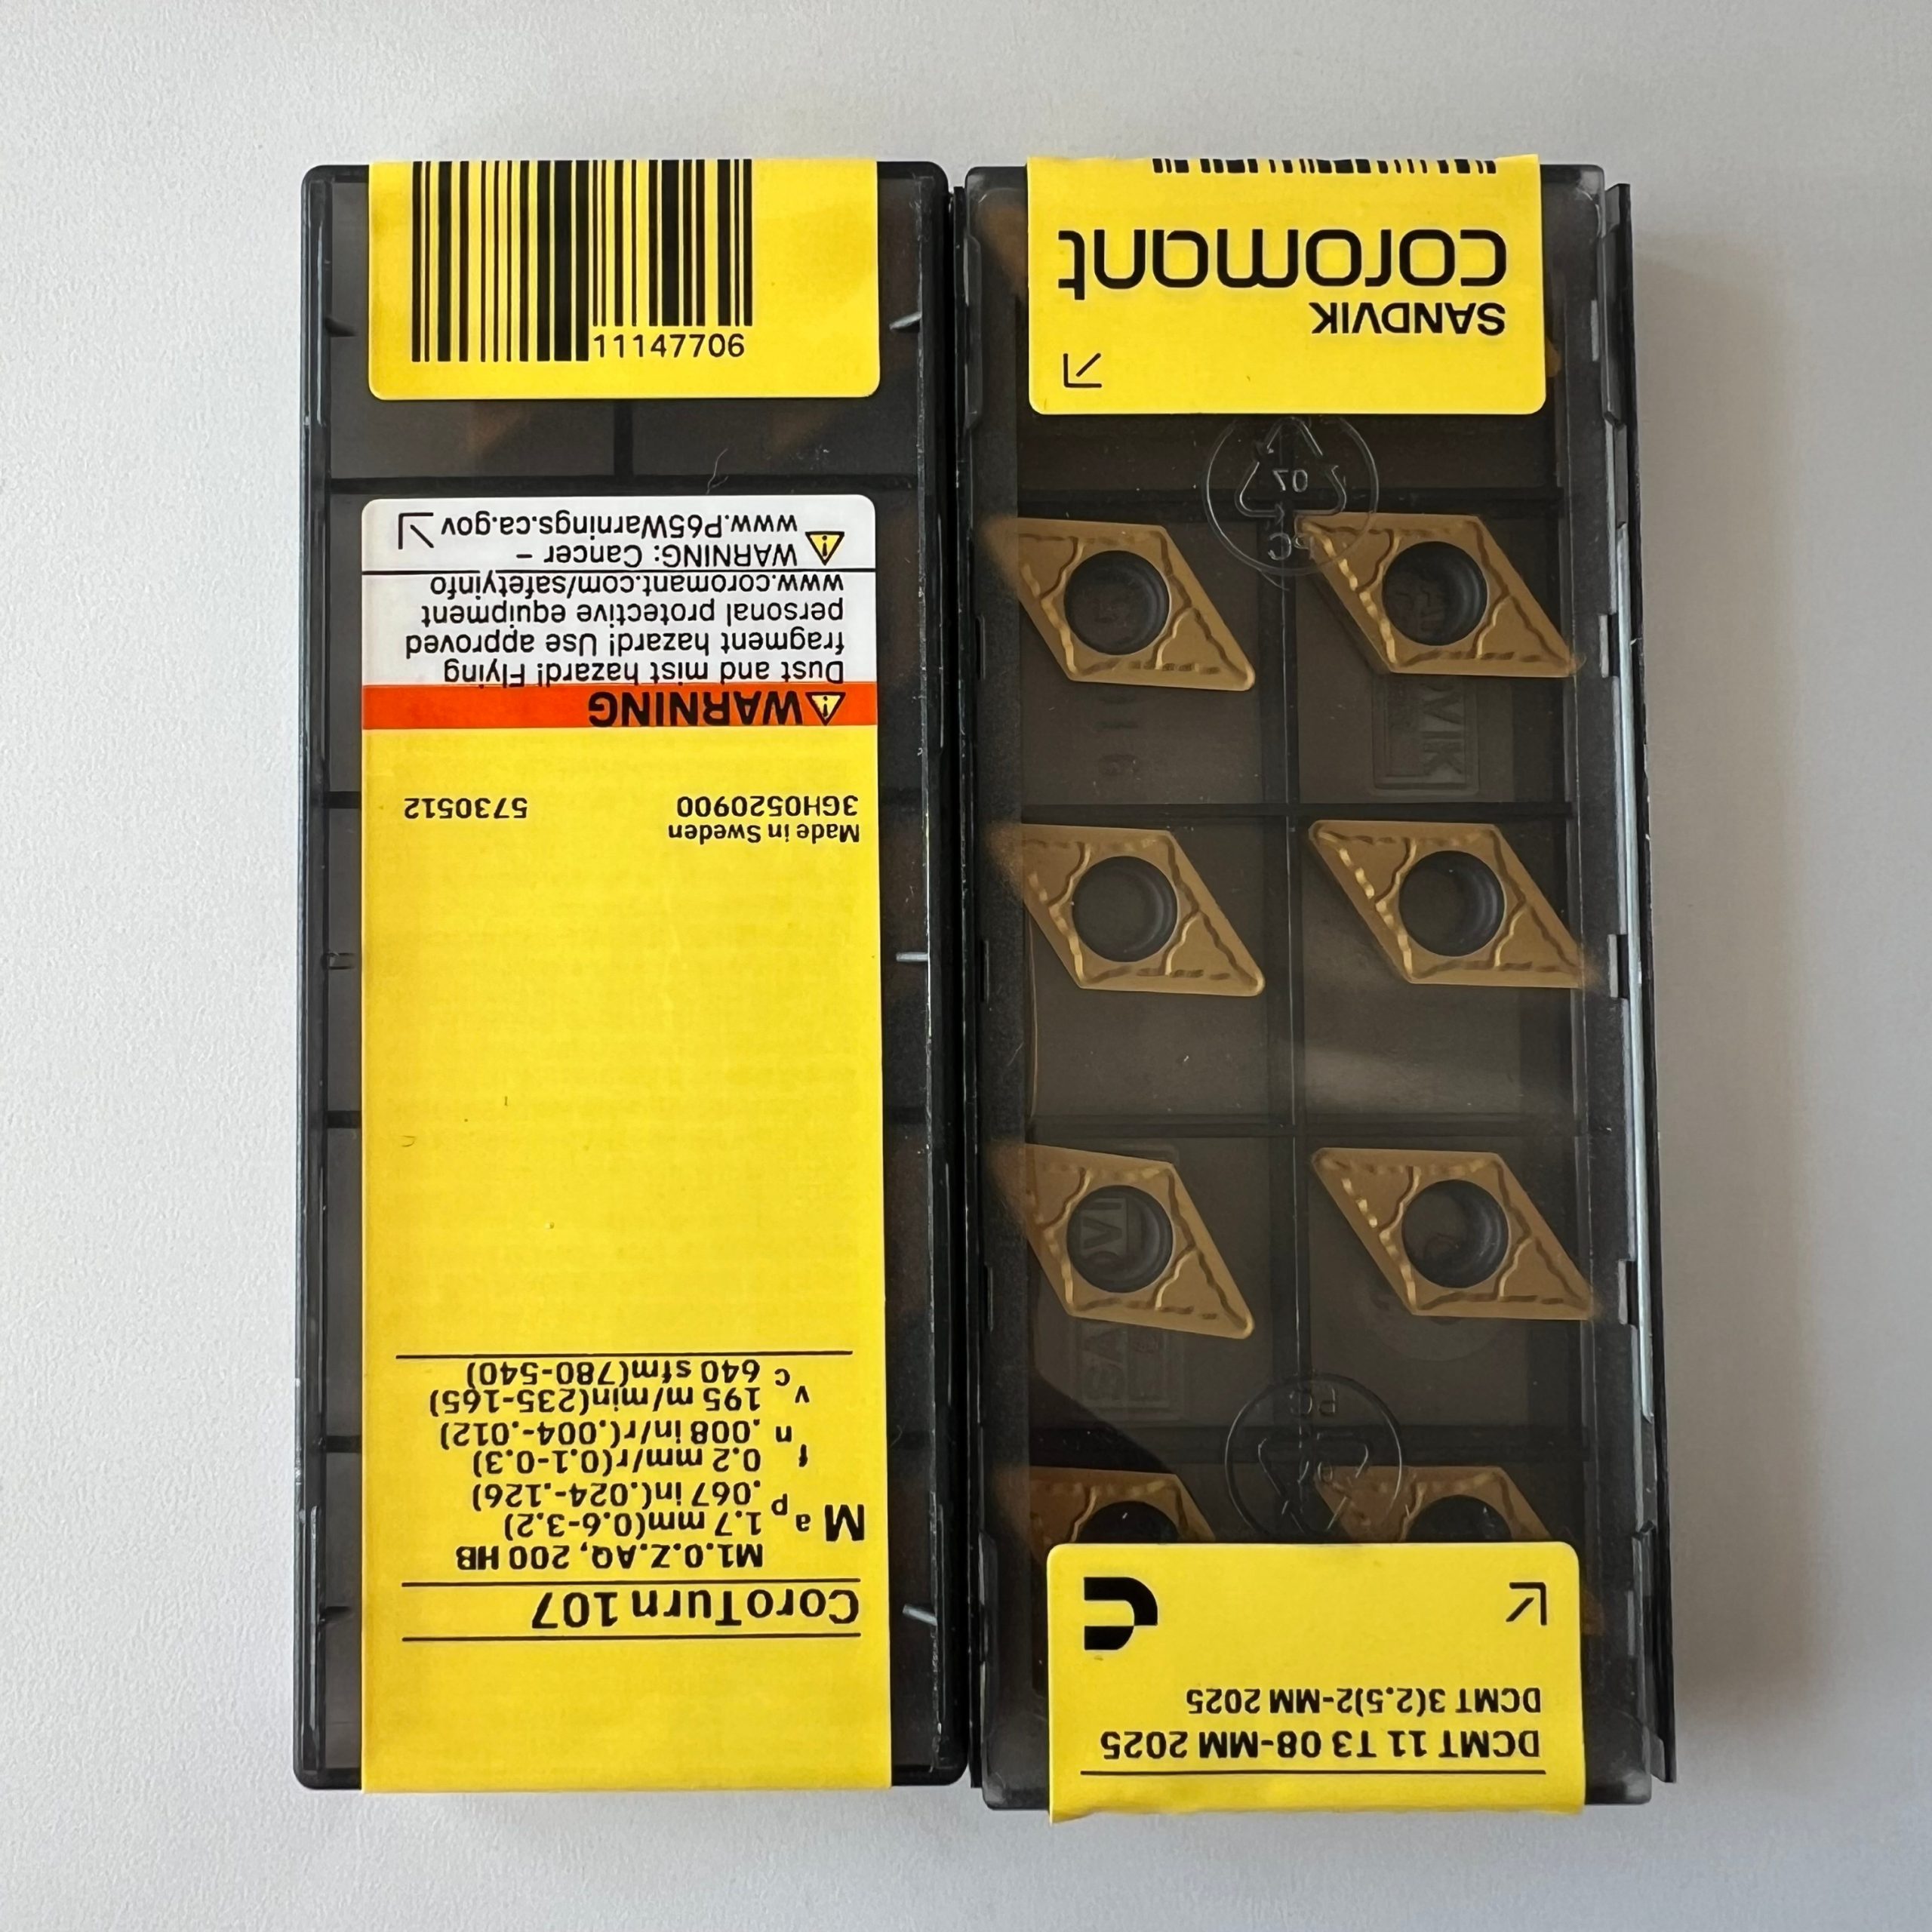 DCMT 11 T3 08-MM 2025
DCMT 3(2.5)2-MM 2025
SANDVIK
coromant
CoroTurn 107
M1.0.Z.AQ, 200 HB
M ap 1.7 mm(0.6-3.2)
.067 in(.024-.126)
fn 0.2 mm/r(0.1-0.3)
.008 in/r(.004-.012)
vc 195 m/min(235-165)
640 sfm(780-540)
Made in Sweden
3GH0520900 5730512
WARNING
Dust and mist hazard! Flying
fragment hazard! Use approved
personal protective equipment
www.coromant.com/safetyinfo
WARNING: Cancer –
www.P65Warnings.ca.gov
11147706
07
PC